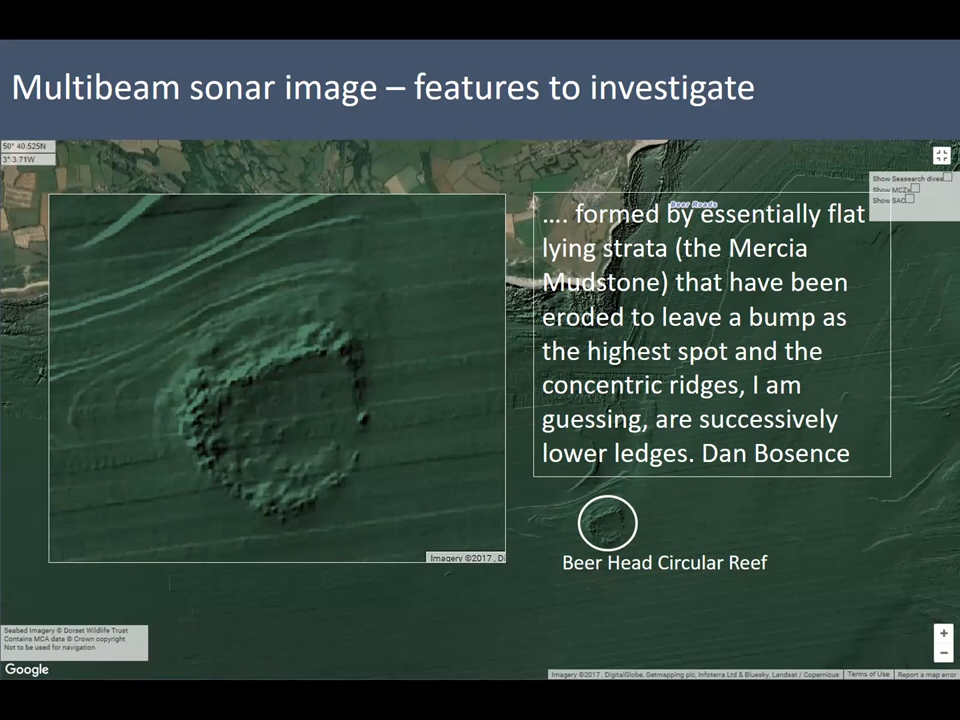 Multibeam sonar image – features to investigate
50° 40.525N
3° 3.71W
Show Seasearch dives
Show MCZs
Show SAC
Beer Roads
.... formed by essentially flat
lying strata (the Mercia
Mudstone) that have been
eroded to leave a bump as
the highest spot and the
concentric ridges, I am
guessing, are successively
lower ledges. Dan Bosence
Imagery ©2017 , D
Beer Head Circular Reef
Seabed Imagery © Dorset Wildlife Trust
Contains MCA data © Crown copyright
Not to be used for navigation
+
−
Google
Imagery ©2017 , DigitalGlobe, Getmapping plc, Infoterra Ltd & Bluesky, Landsat / Copernicus
Terms of Use
Report a map error